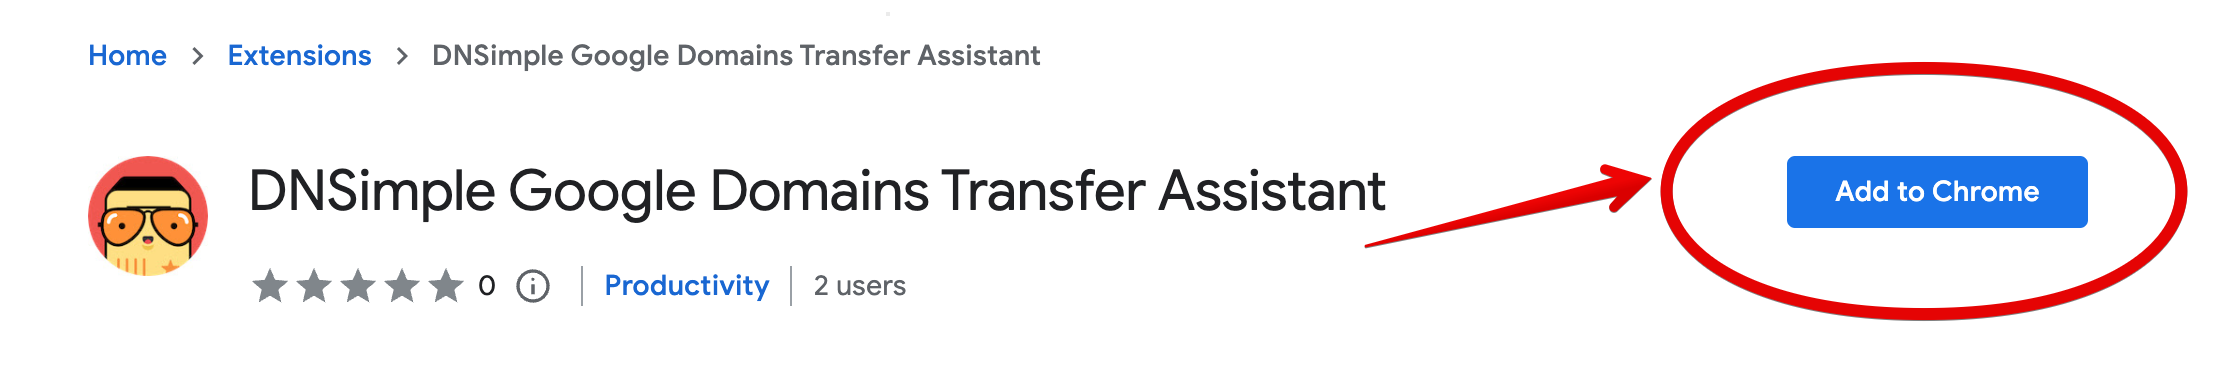 Home > Extensions > DNSimple Google Domains Transfer Assistant
DNSimple Google Domains Transfer Assistant
Add to Chrome
0 Productivity 2 users